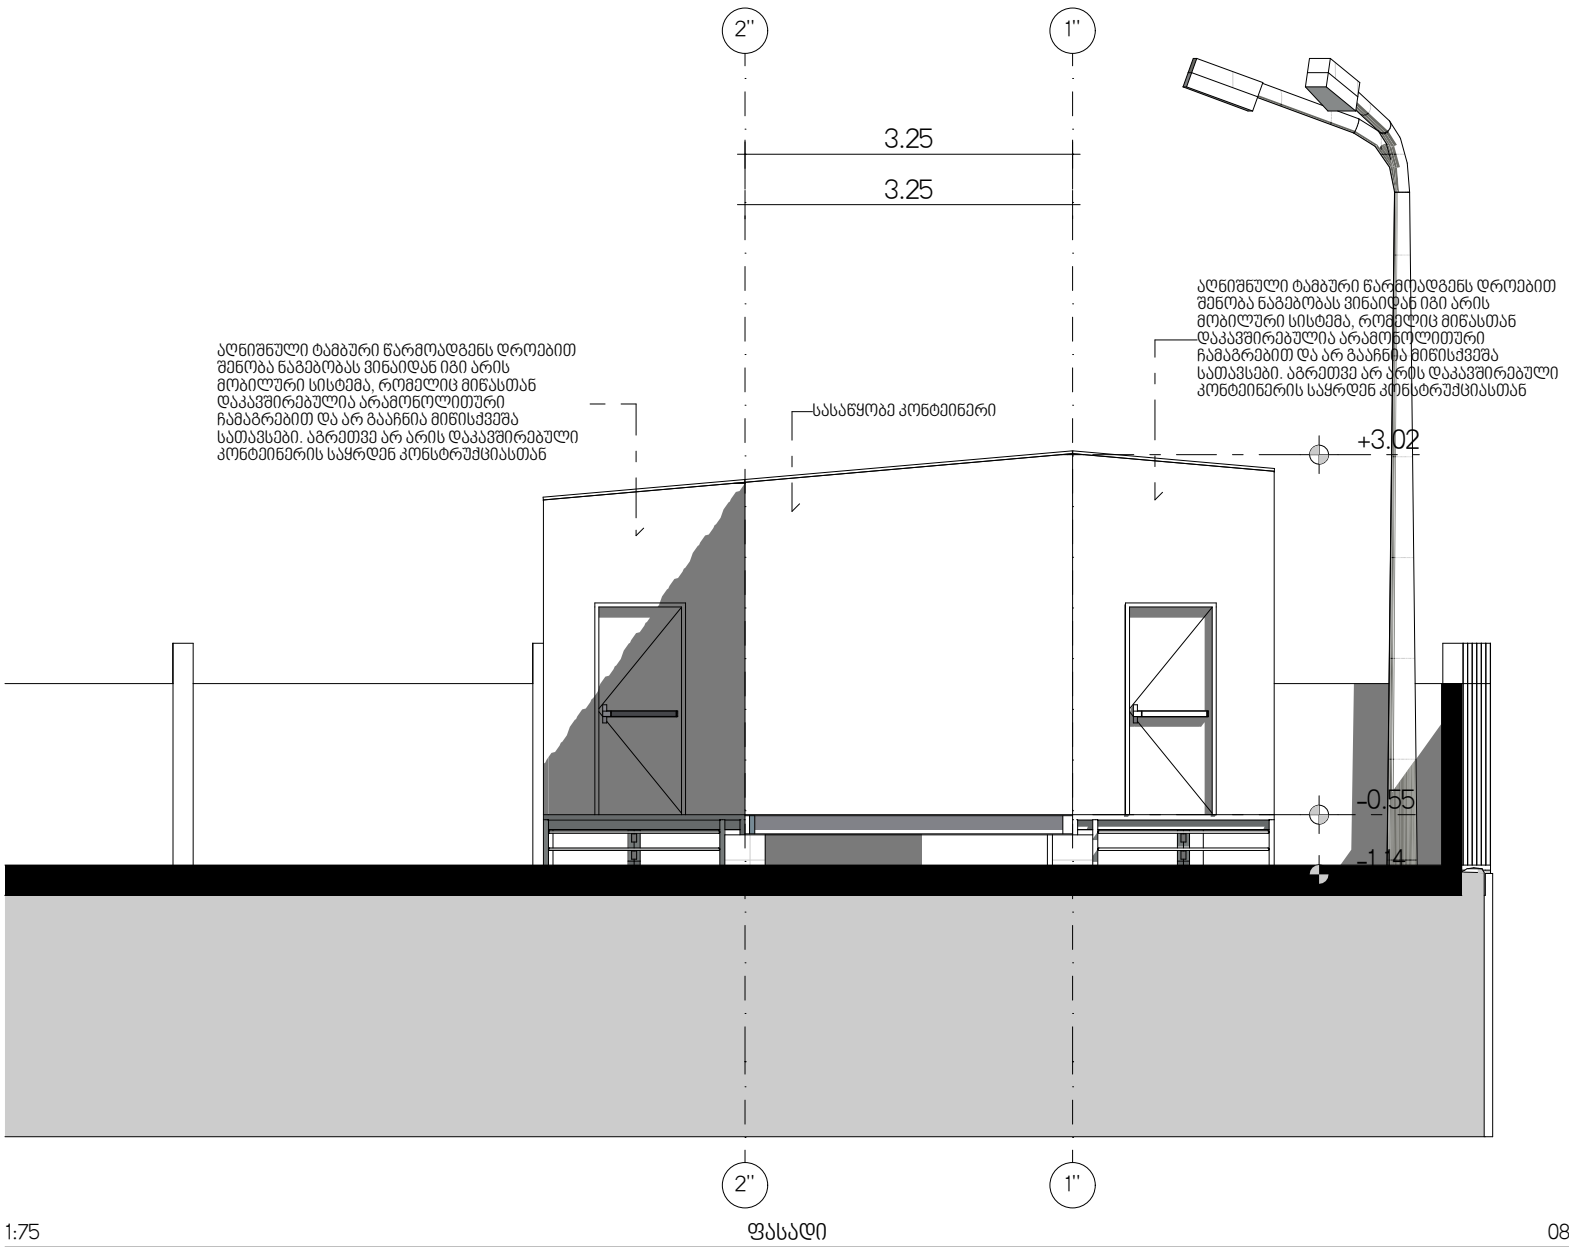 2'' 1''
3.25
3.25
აღნიშნული ტამბური წარმოადგენს დროებით
შენობა ნაგებობას ვინაიდან იგი არის
მობილური სისტემა, რომელიც მიწასთან
დაკავშირებულია არამონოლითური
ჩამაგრებით და არ გააჩნია მიწისქვეშა
სათავსები. აგრეთვე არ არის დაკავშირებული
კონტეინერის საყრდენ კონსტრუქციასთან
აღნიშნული ტამბური წარმოადგენს დროებით
შენობა ნაგებობას ვინაიდან იგი არის
მობილური სისტემა, რომელიც მიწასთან
დაკავშირებულია არამონოლითური
ჩამაგრებით და არ გააჩნია მიწისქვეშა
სათავსები. აგრეთვე არ არის დაკავშირებული
კონტეინერის საყრდენ კონსტრუქციასთან
სასაწყობე კონტეინერი
+3.02
-0.55
-1.14
2'' 1''
1:75 ფასადი 08